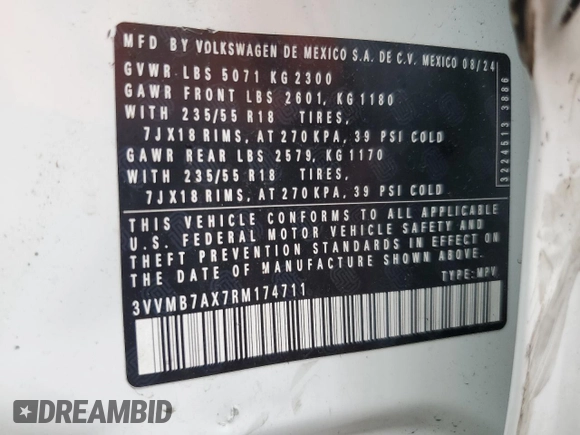 MFD BY VOLKSWAGEN DE MEXICO S.A. DE C.V. MEXICO 08/24
GVWR LBS 5071 KG 2300
GAWR FRONT LBS 2601, KG 1180
WITH 235/55 R18 TIRES,
7JX18 RIMS, AT 270 KPA, 39 PSI COLD
GAWR REAR LBS 2579, KG 1170
WITH 235/55 R18 TIRES,
7JX18 RIMS, AT 270 KPA, 39 PSI COLD
THIS VEHICLE CONFORMS TO ALL APPLICABLE
U.S. FEDERAL MOTOR VEHICLE SAFETY AND
THEFT PREVENTION STANDARDS IN EFFECT ON
THE DATE OF MANUFACTURE SHOWN ABOVE.
3VVMB7AX7RM174711
TYPE: MPV
3224513 3886
DREAMBID